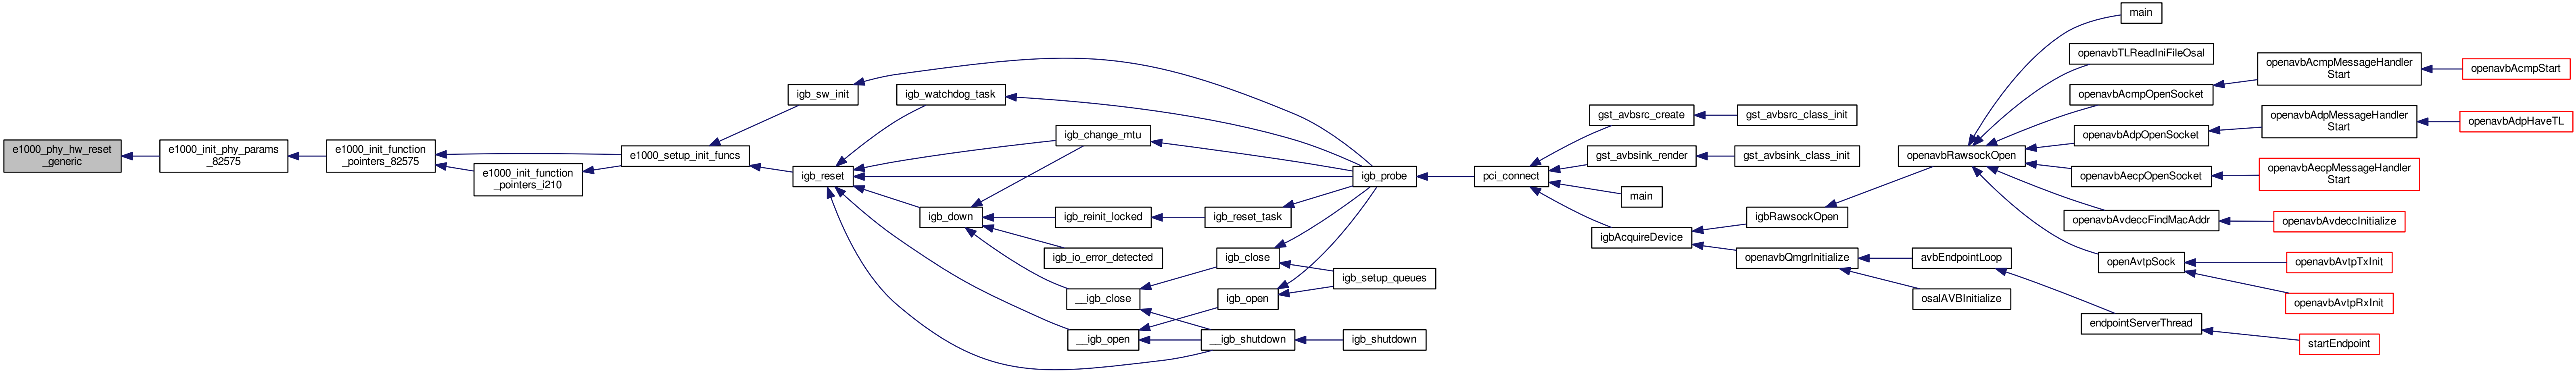 e1000_phy_hw_reset
_generic
e1000_init_phy_params
_82575
e1000_init_function
_pointers_82575
e1000_init_function
_pointers_i210
e1000_setup_init_funcs
igb_sw_init
igb_reset
igb_watchdog_task
igb_change_mtu
igb_down
igb_reinit_locked
igb_io_error_detected
__igb_close
__igb_open
igb_reset_task
igb_close
igb_open
__igb_shutdown
igb_probe
igb_setup_queues
igb_shutdown
pci_connect
gst_avbsrc_create
gst_avbsink_render
main
igbAcquireDevice
gst_avbsrc_class_init
gst_avbsink_class_init
igbRawsockOpen
openavbQmgrInitialize
avbEndpointLoop
osalAVBInitialize
openavbRawsockOpen
main
openavbTLReadIniFileOsal
openavbAcmpOpenSocket
openavbAdpOpenSocket
openavbAecpOpenSocket
openavbAvdeccFindMacAddr
openAvtpSock
endpointServerThread
openavbAcmpMessageHandler
Start
openavbAdpMessageHandler
Start
openavbAecpMessageHandler
Start
openavbAvdeccInitialize
openavbAvtpTxInit
openavbAvtpRxInit
startEndpoint
openavbAcmpStart
openavbAdpHaveTL